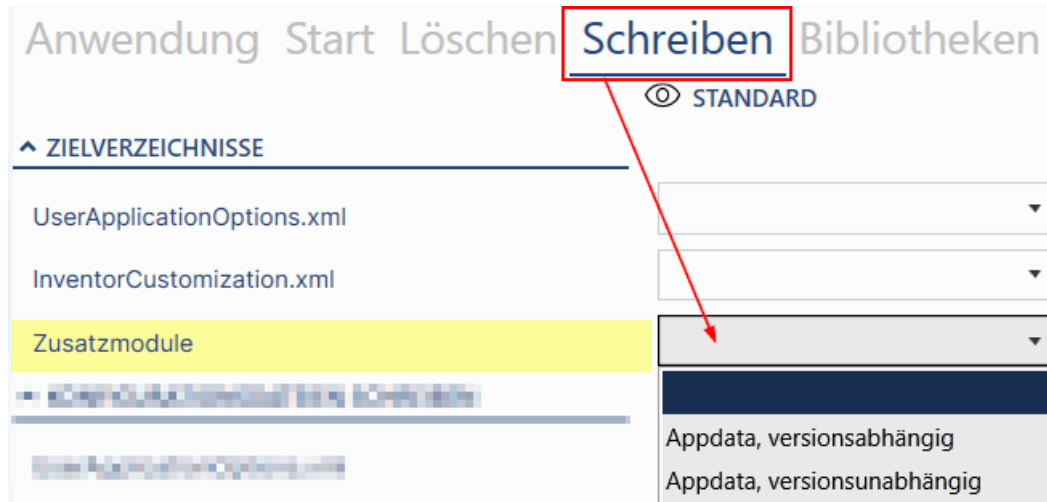 Anwendung Start Löschen Schreiben Bibliotheken
STANDARD
ZIELVERZEICHNISSE
UserApplicationOptions.xml
InventorCustomization.xml
Zusatzmodule
Appdata, versionsabhängig
Appdata, versionsunabhängig